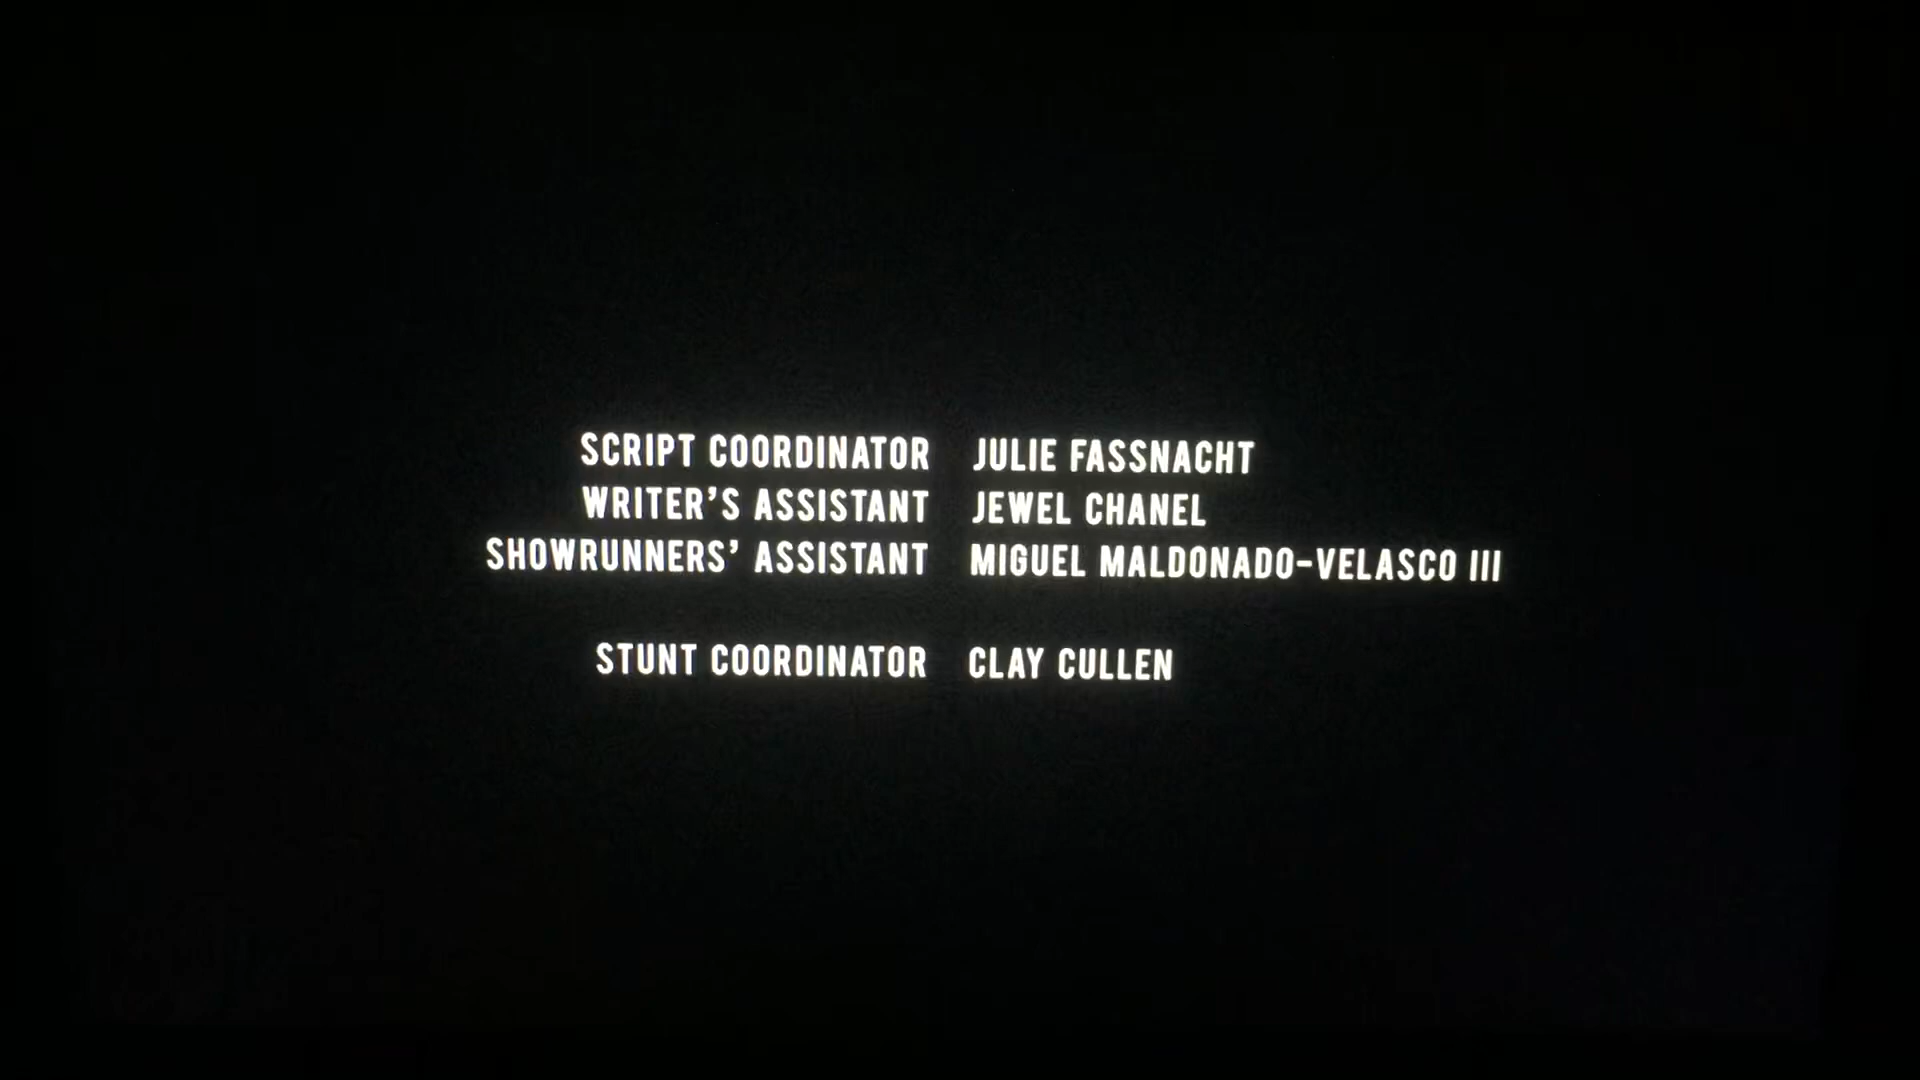 SCRIPT COORDINATOR JULIE FASSNACHT
WRITER'S ASSISTANT JEWEL CHANEL
SHOWRUNNERS' ASSISTANT MIGUEL MALDONADO-VELASCO III
STUNT COORDINATOR CLAY CULLEN